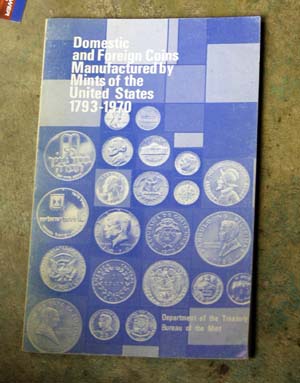 Domestic
and Foreign Coins
Manufactured by
Mints of the
United States
1793-1970
Department of the Treasury
Bureau of the Mint